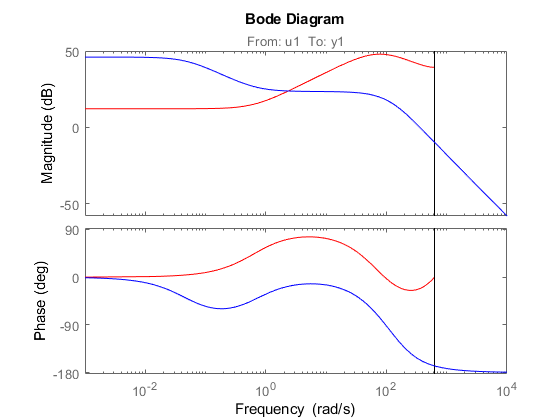 Bode Diagram
From: u1 To: y1
Magnitude (dB)
50
0
-50
Phase (deg)
90
0
-90
-180
10^-2
10^0
10^2
10^4
Frequency (rad/s)